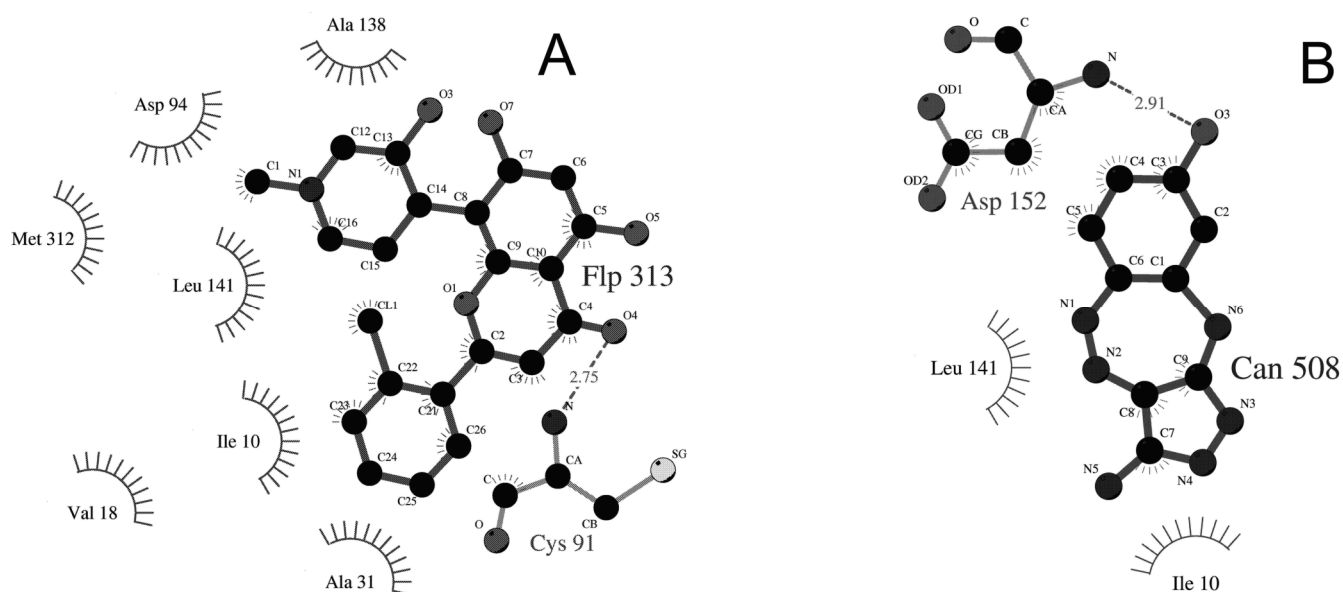 A
Ala 138
Asp 94
Met 312
Leu 141
Ile 10
Val 18
Ala 31
O3
O7
C12
C13
C7
C6
C1
N1
C14
C8
C5
O5
C16
C15
C9
C10
Flp 313
O1
C4
O4
CL1
C2
C3
2.75
C22
C23
C21
N
C26
C24
C25
CA
SG
C
CB
O
Cys 91
B
O
C
N
OD1
CA
2.91
O3
CG
CB
C4
C3
OD2
Asp 152
C5
C2
C6
C1
N1
N6
N2
C9
Can 508
Leu 141
C8
N3
C7
N5
N4
Ile 10